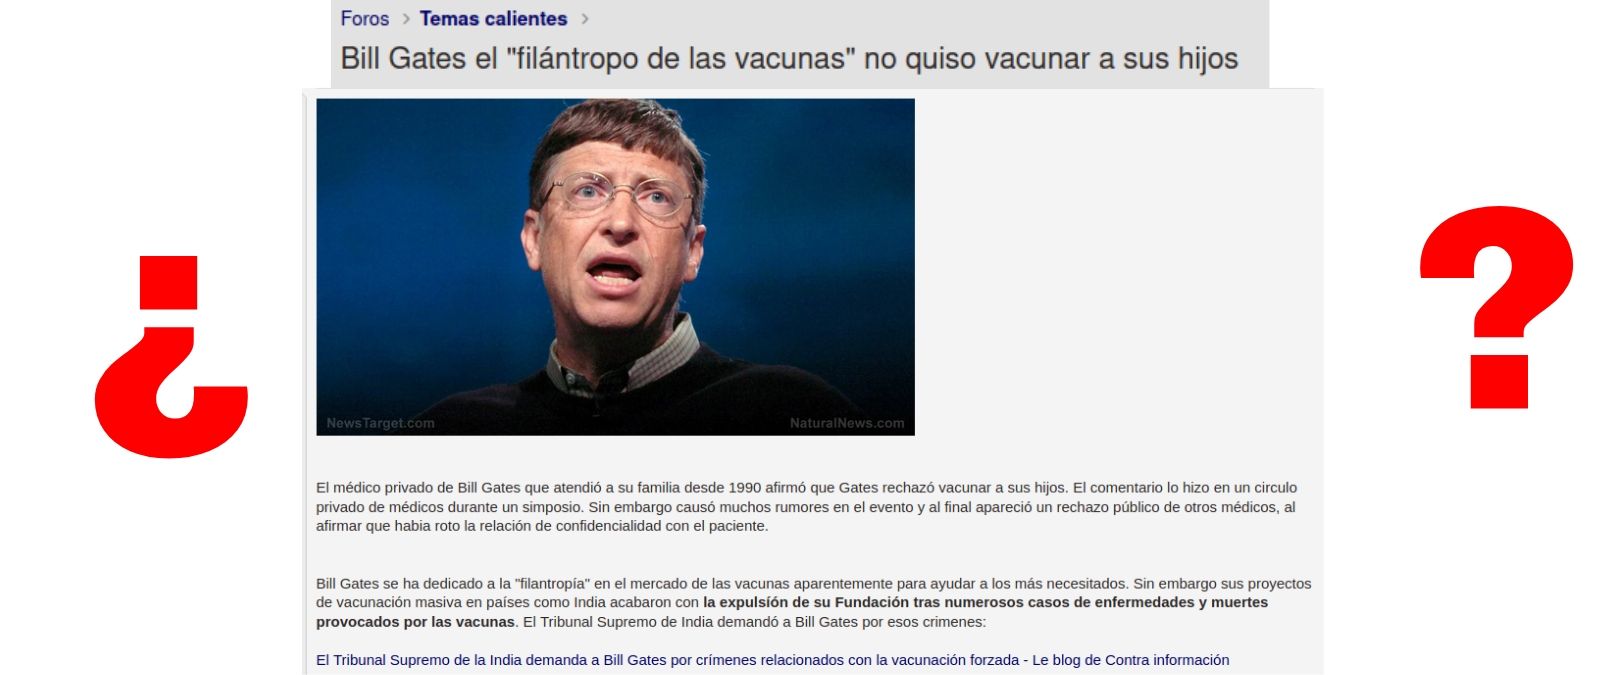 Foros > Temas calientes >
Bill Gates el "filántropo de las vacunas" no quiso vacunar a sus hijos
¿
?
NewsTarget.com
NaturalNews.com
El médico privado de Bill Gates que atendió a su familia desde 1990 afirmó que Gates rechazó vacunar a sus hijos. El comentario lo hizo en un circulo
privado de médicos durante un simposio. Sin embargo causó muchos rumores en el evento y al final apareció un rechazo público de otros médicos, al
afirmar que habia roto la relación de confidencialidad con el paciente.
Bill Gates se ha dedicado a la "filantropía" en el mercado de las vacunas aparentemente para ayudar a los más necesitados. Sin embargo sus proyectos
de vacunación masiva en países como India acabaron con la expulsíón de su Fundación tras numerosos casos de enfermedades y muertes
provocados por las vacunas. El Tribunal Supremo de India demandó a Bill Gates por esos crimenes:
El Tribunal Supremo de la India demanda a Bill Gates por crímenes relacionados con la vacunación forzada - Le blog de Contra información